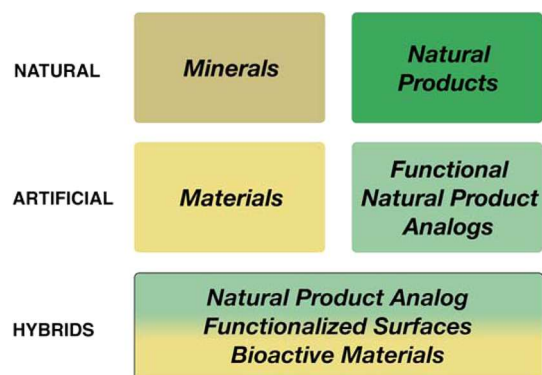 NATURAL
Minerals
Natural
Products
ARTIFICIAL
Materials
Functional
Natural Product
Analogs
HYBRIDS
Natural Product Analog
Functionalized Surfaces
Bioactive Materials